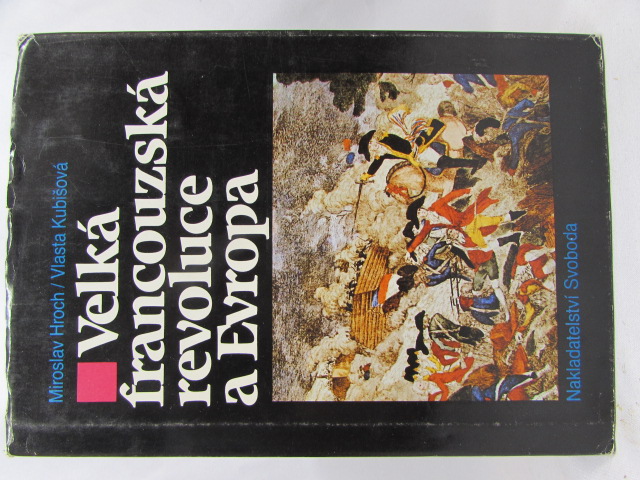 Miroslav Hroch / Vlasta Kubišová
Velká
francouzská
revoluce
a Evropa
Nakladatelství Svoboda